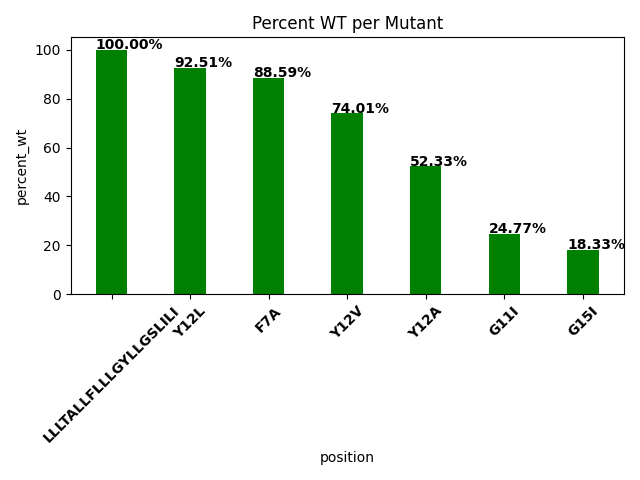 Percent WT per Mutant
percent_wt
100
80
60
40
20
0
100.00%
92.51%
88.59%
74.01%
52.33%
24.77%
18.33%
LLLTALLFLLLGYLLGSLILI
Y12L
F7A
Y12V
Y12A
G11I
G15I
position